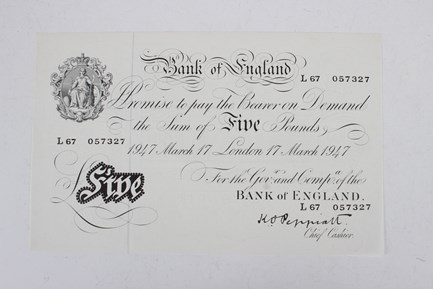 Bank of England
L67 057327
I Promise to pay the Bearer on Demand
the Sum of Five Pounds
L67 057327
1947 March 17 London 17 March 1947
For the Govr. and Compa. of the
BANK OF ENGLAND.
L67 057327
£Five
K O Peppiatt
Chief Cashier.